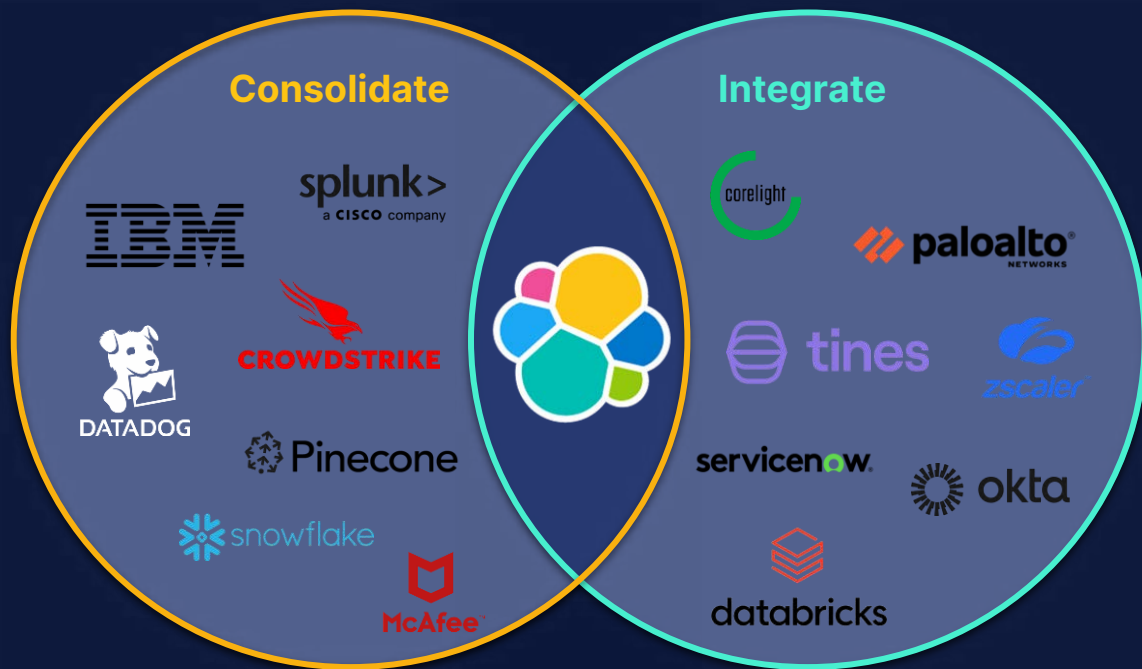 Consolidate
splunk>
a CISCO company
IBM
CROWDSTRIKE
DATADOG
Pinecone
snowflake
McAfee
Integrate
corelight
paloalto®
NETWORKS
tines
zscaler
servicenow.
okta
databricks